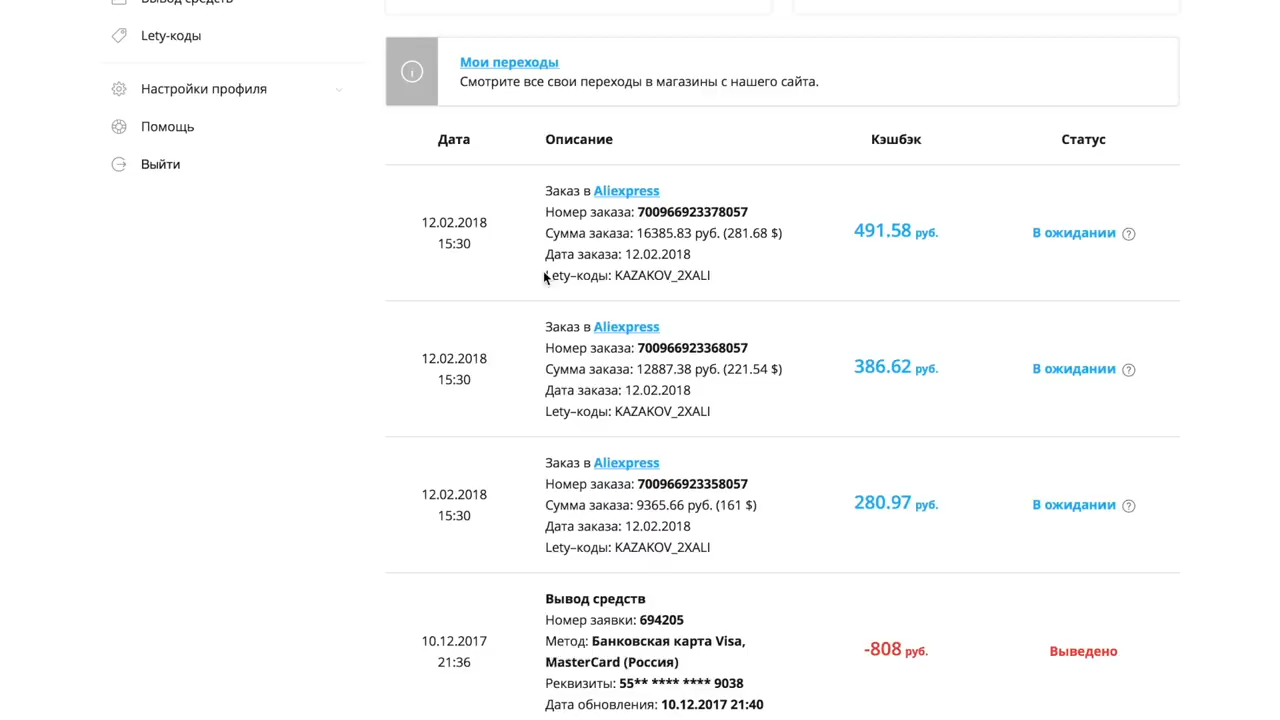 Вывод средств
Lety-коды
Настройки профиля
Помощь
Выйти
Мои переходы
Смотрите все свои переходы в магазины с нашего сайта.
Дата Описание Кэшбэк Статус
12.02.2018
15:30
Заказ в Aliexpress
Номер заказа: 700966923378057
Сумма заказа: 16385.83 руб. (281.68 $)
Дата заказа: 12.02.2018
Lety–коды: KAZAKOV_2XALI
491.58 руб.
В ожидании
12.02.2018
15:30
Заказ в Aliexpress
Номер заказа: 700966923368057
Сумма заказа: 12887.38 руб. (221.54 $)
Дата заказа: 12.02.2018
Lety–коды: KAZAKOV_2XALI
386.62 руб.
В ожидании
12.02.2018
15:30
Заказ в Aliexpress
Номер заказа: 700966923358057
Сумма заказа: 9365.66 руб. (161 $)
Дата заказа: 12.02.2018
Lety–коды: KAZAKOV_2XALI
280.97 руб.
В ожидании
10.12.2017
21:36
Вывод средств
Номер заявки: 694205
Метод: Банковская карта Visa,
MasterCard (Россия)
Реквизиты: 55** **** **** 9038
Дата обновления: 10.12.2017 21:40
-808 руб.
Выведено